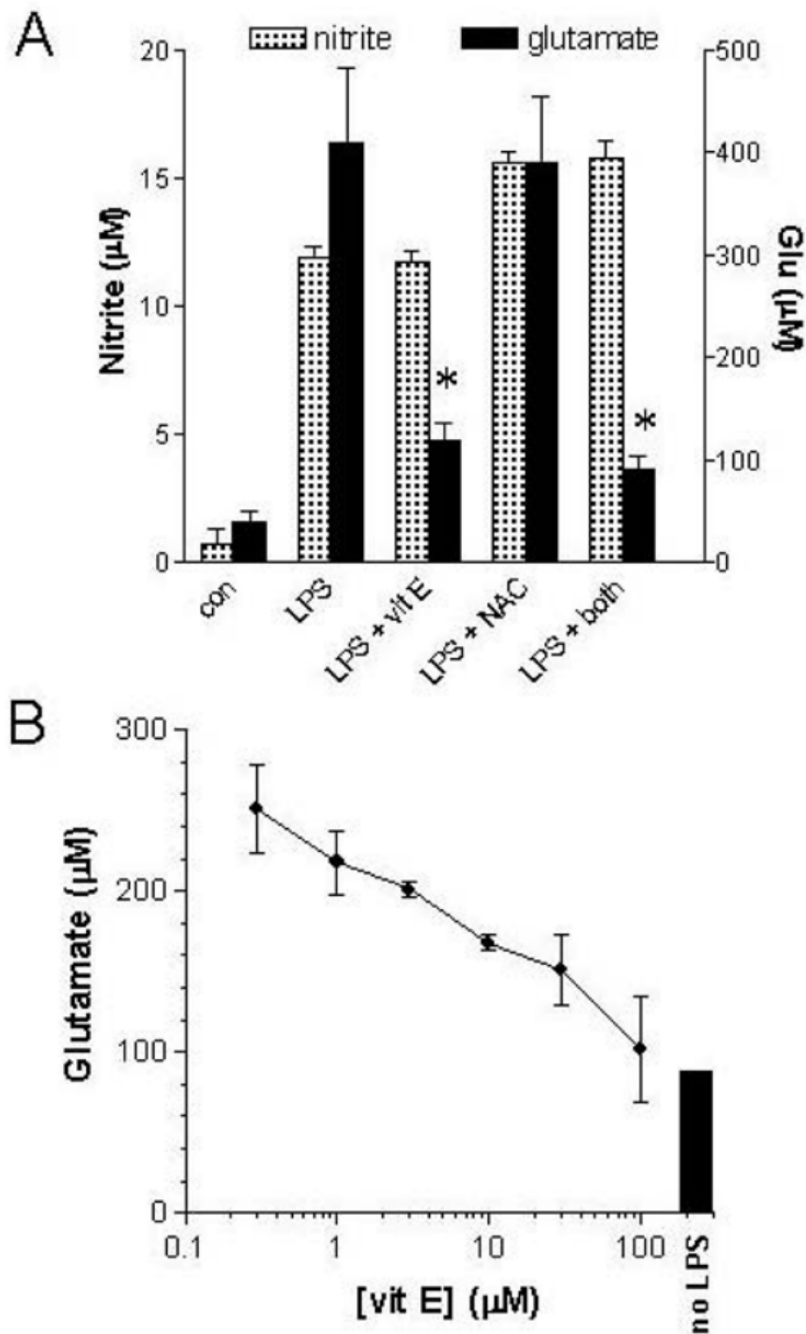 A
nitrite glutamate
20
15
10
5
0
Nitrite (µM)
500
400
300
200
100
0
Glu (µM)
*
*
con
LPS
LPS + vit E
LPS + NAC
LPS + both
B
300
200
100
0
Glutamate (µM)
0.1 1 10 100
no LPS
[vit E] (µM)